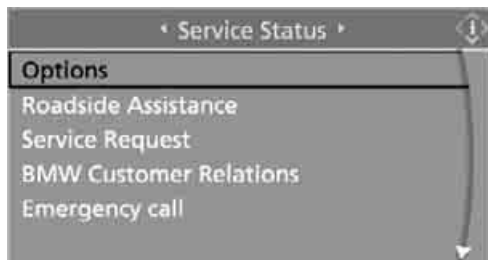 Service Status
Options
Roadside Assistance
Service Request
BMW Customer Relations
Emergency call